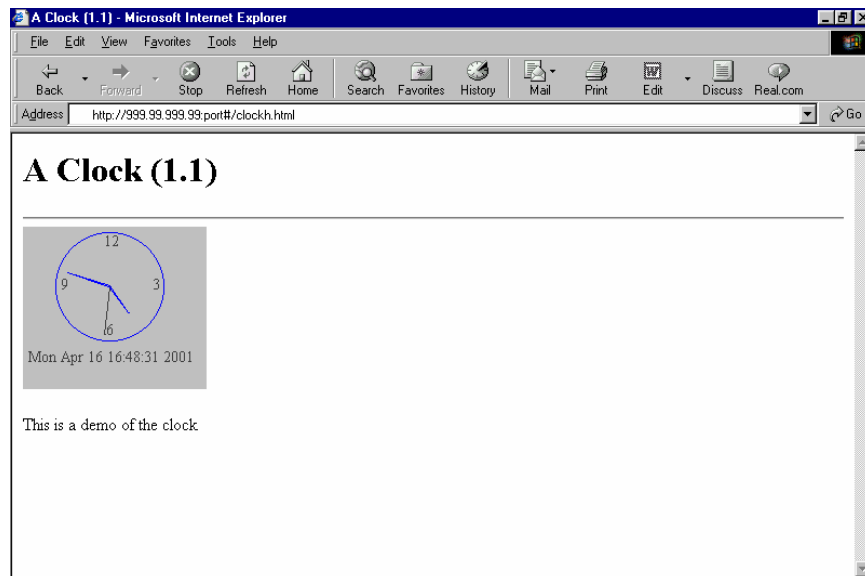 A Clock (1.1) - Microsoft Internet Explorer
File Edit View Favorites Tools Help
Back Forward Stop Refresh Home Search Favorites History Mail Print Edit Discuss Real.com
Address http://999.99.999.99:port#/clockh.html Go
A Clock (1.1)
12
9 3
6
Mon Apr 16 16:48:31 2001
This is a demo of the clock